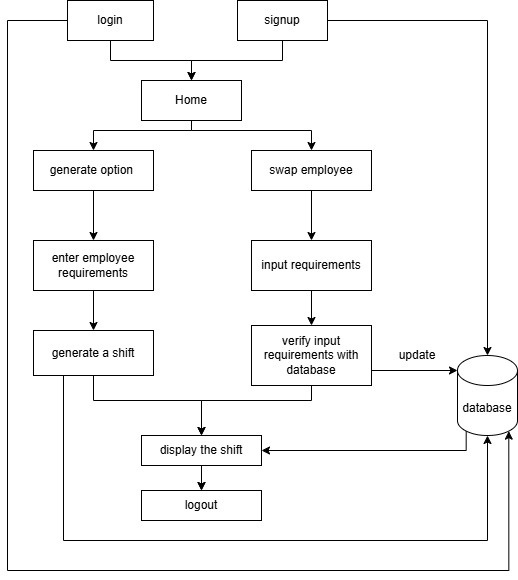 login
signup
Home
generate option
swap employee
enter employee
requirements
input requirements
generate a shift
verify input
requirements with
database
update
database
display the shift
logout